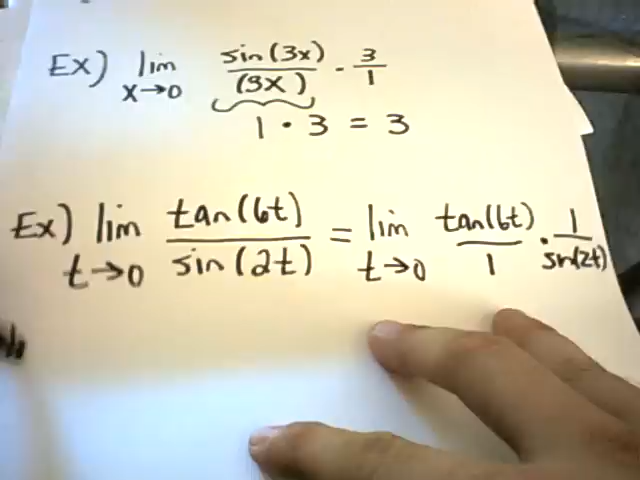 Ex) lim x→0 sin(3x)/(3x) · 3/1
1 · 3 = 3
Ex) lim t→0 tan(6t)/sin(2t) = lim t→0 tan(6t)/1 · 1/sin(2t)